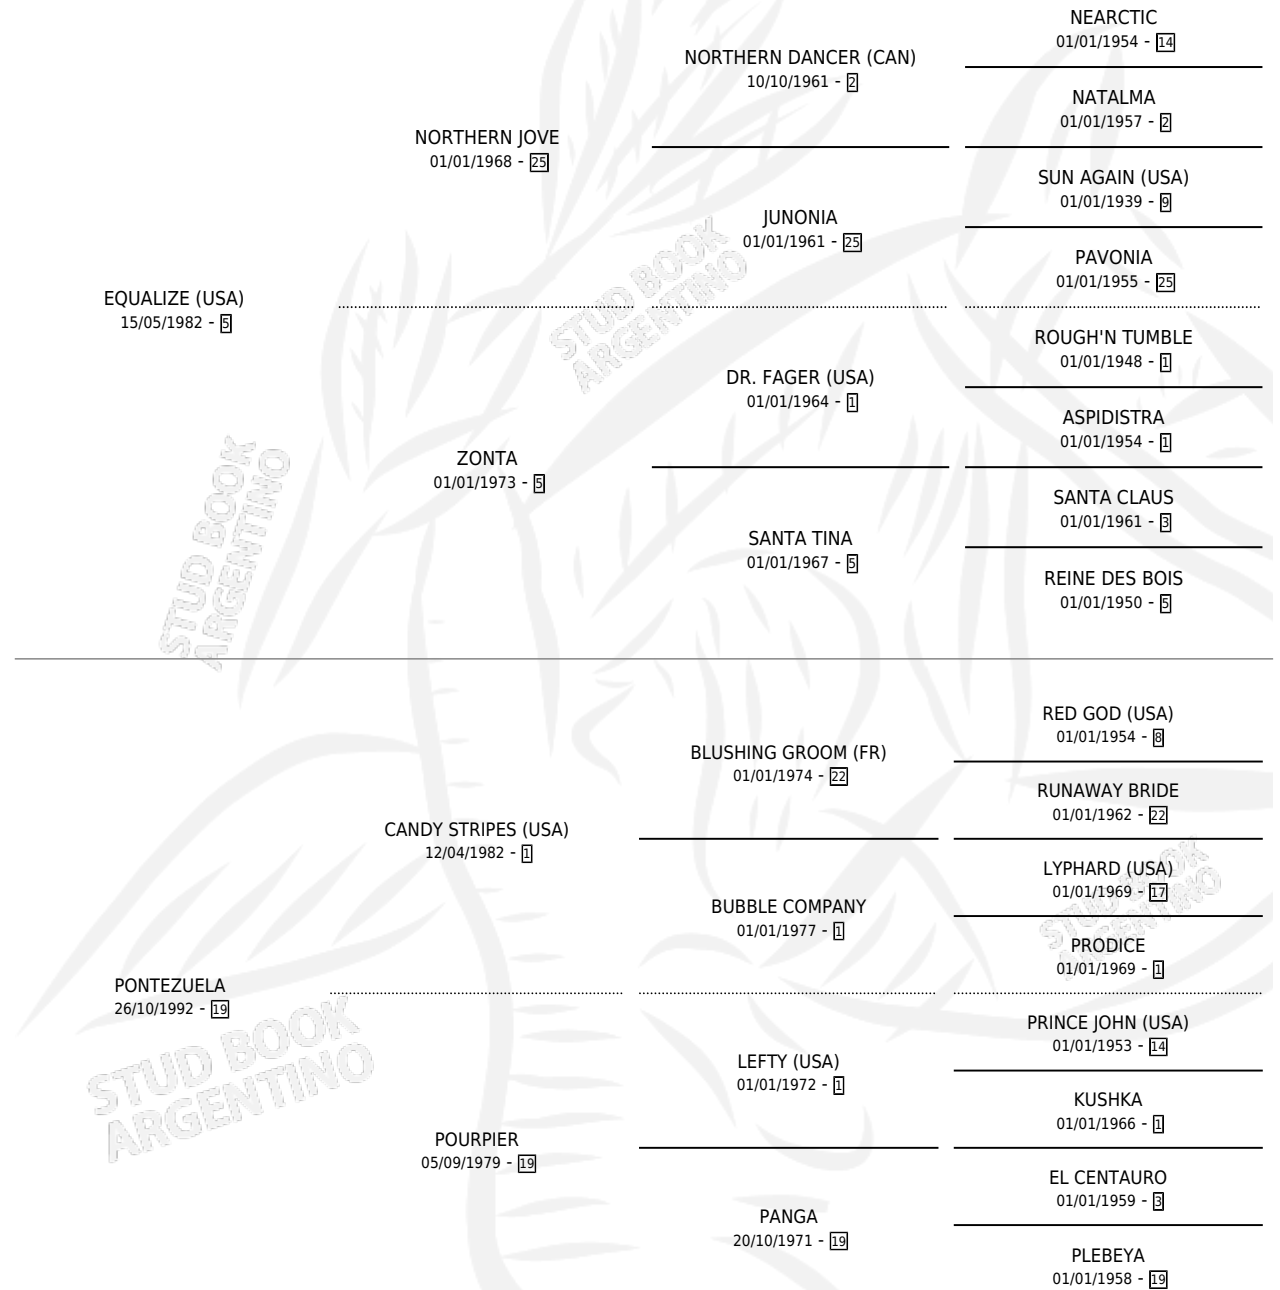 NEARCTIC
01/01/1954 - 14
NORTHERN DANCER (CAN)
10/10/1961 - 2
NATALMA
01/01/1957 - 2
NORTHERN JOVE
01/01/1968 - 25
SUN AGAIN (USA)
01/01/1939 - 9
JUNONIA
01/01/1961 - 25
PAVONIA
01/01/1955 - 25
EQUALIZE (USA)
15/05/1982 - 5
STUD BOOK
ARGENTINO
ROUGH'N TUMBLE
01/01/1948 - 1
DR. FAGER (USA)
01/01/1964 - 1
ASPIDISTRA
01/01/1954 - 1
ZONTA
01/01/1973 - 5
SANTA CLAUS
01/01/1961 - 3
SANTA TINA
01/01/1967 - 5
REINE DES BOIS
01/01/1950 - 5
STUD BOOK
ARGENTINO
RED GOD (USA)
01/01/1954 - 8
BLUSHING GROOM (FR)
01/01/1974 - 22
RUNAWAY BRIDE
01/01/1962 - 22
CANDY STRIPES (USA)
12/04/1982 - 1
LYPHARD (USA)
01/01/1969 - 17
BUBBLE COMPANY
01/01/1977 - 1
PRODICE
01/01/1969 - 1
STUD BOOK
ARGENTINO
PONTEZUELA
26/10/1992 - 19
PRINCE JOHN (USA)
01/01/1953 - 14
LEFTY (USA)
01/01/1972 - 1
KUSHKA
01/01/1966 - 1
STUD BOOK
ARGENTINO
POURPIER
05/09/1979 - 19
EL CENTAURO
01/01/1959 - 3
PANGA
20/10/1971 - 19
PLEBEYA
01/01/1958 - 19